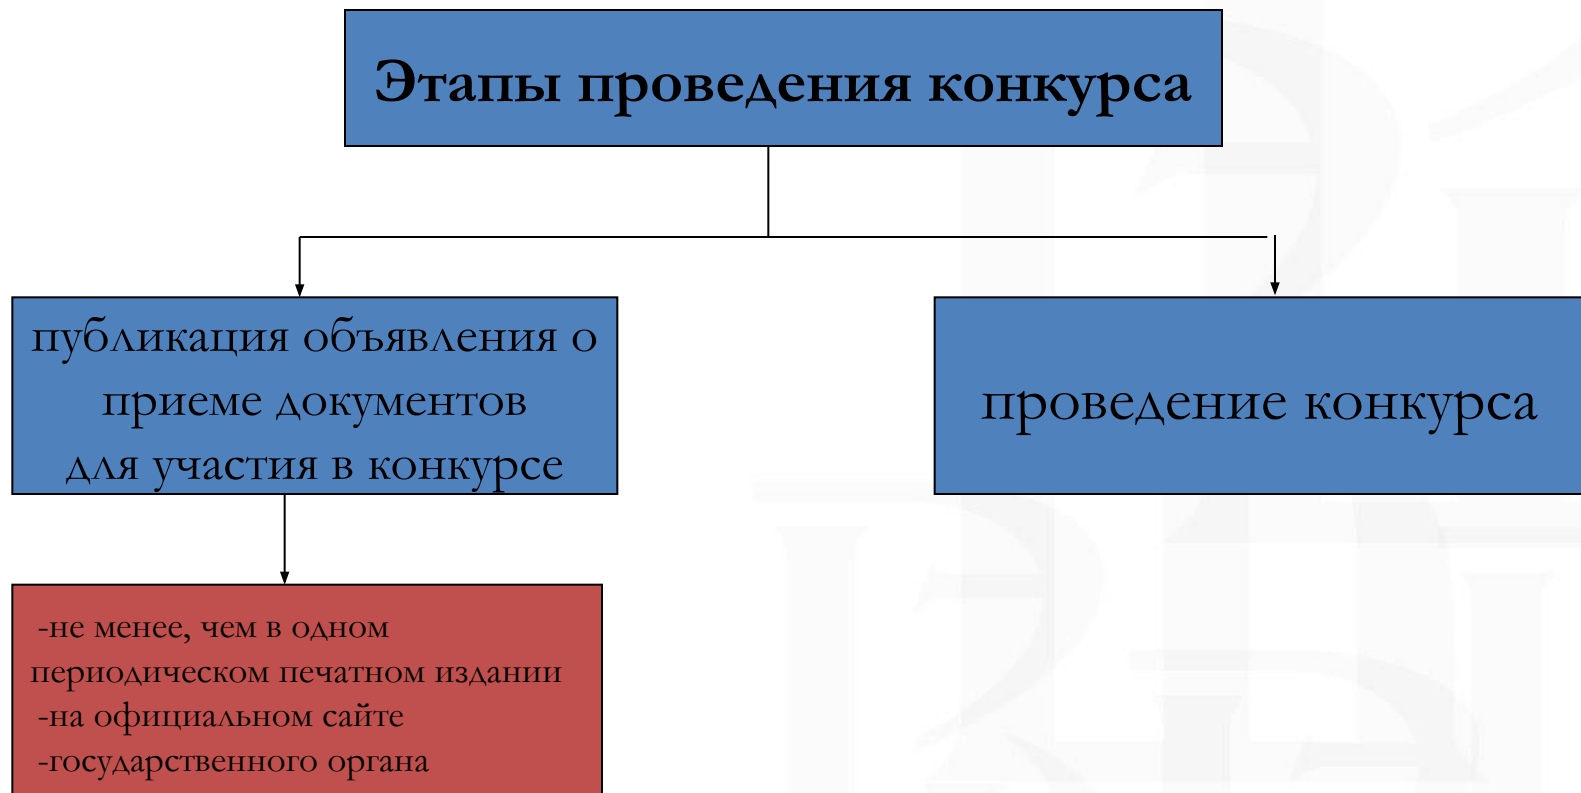 Этапы проведения конкурса
публикация объявления о
приеме документов
для участия в конкурсе
проведение конкурса
-не менее, чем в одном
периодическом печатном издании
-на официальном сайте
-государственного органа